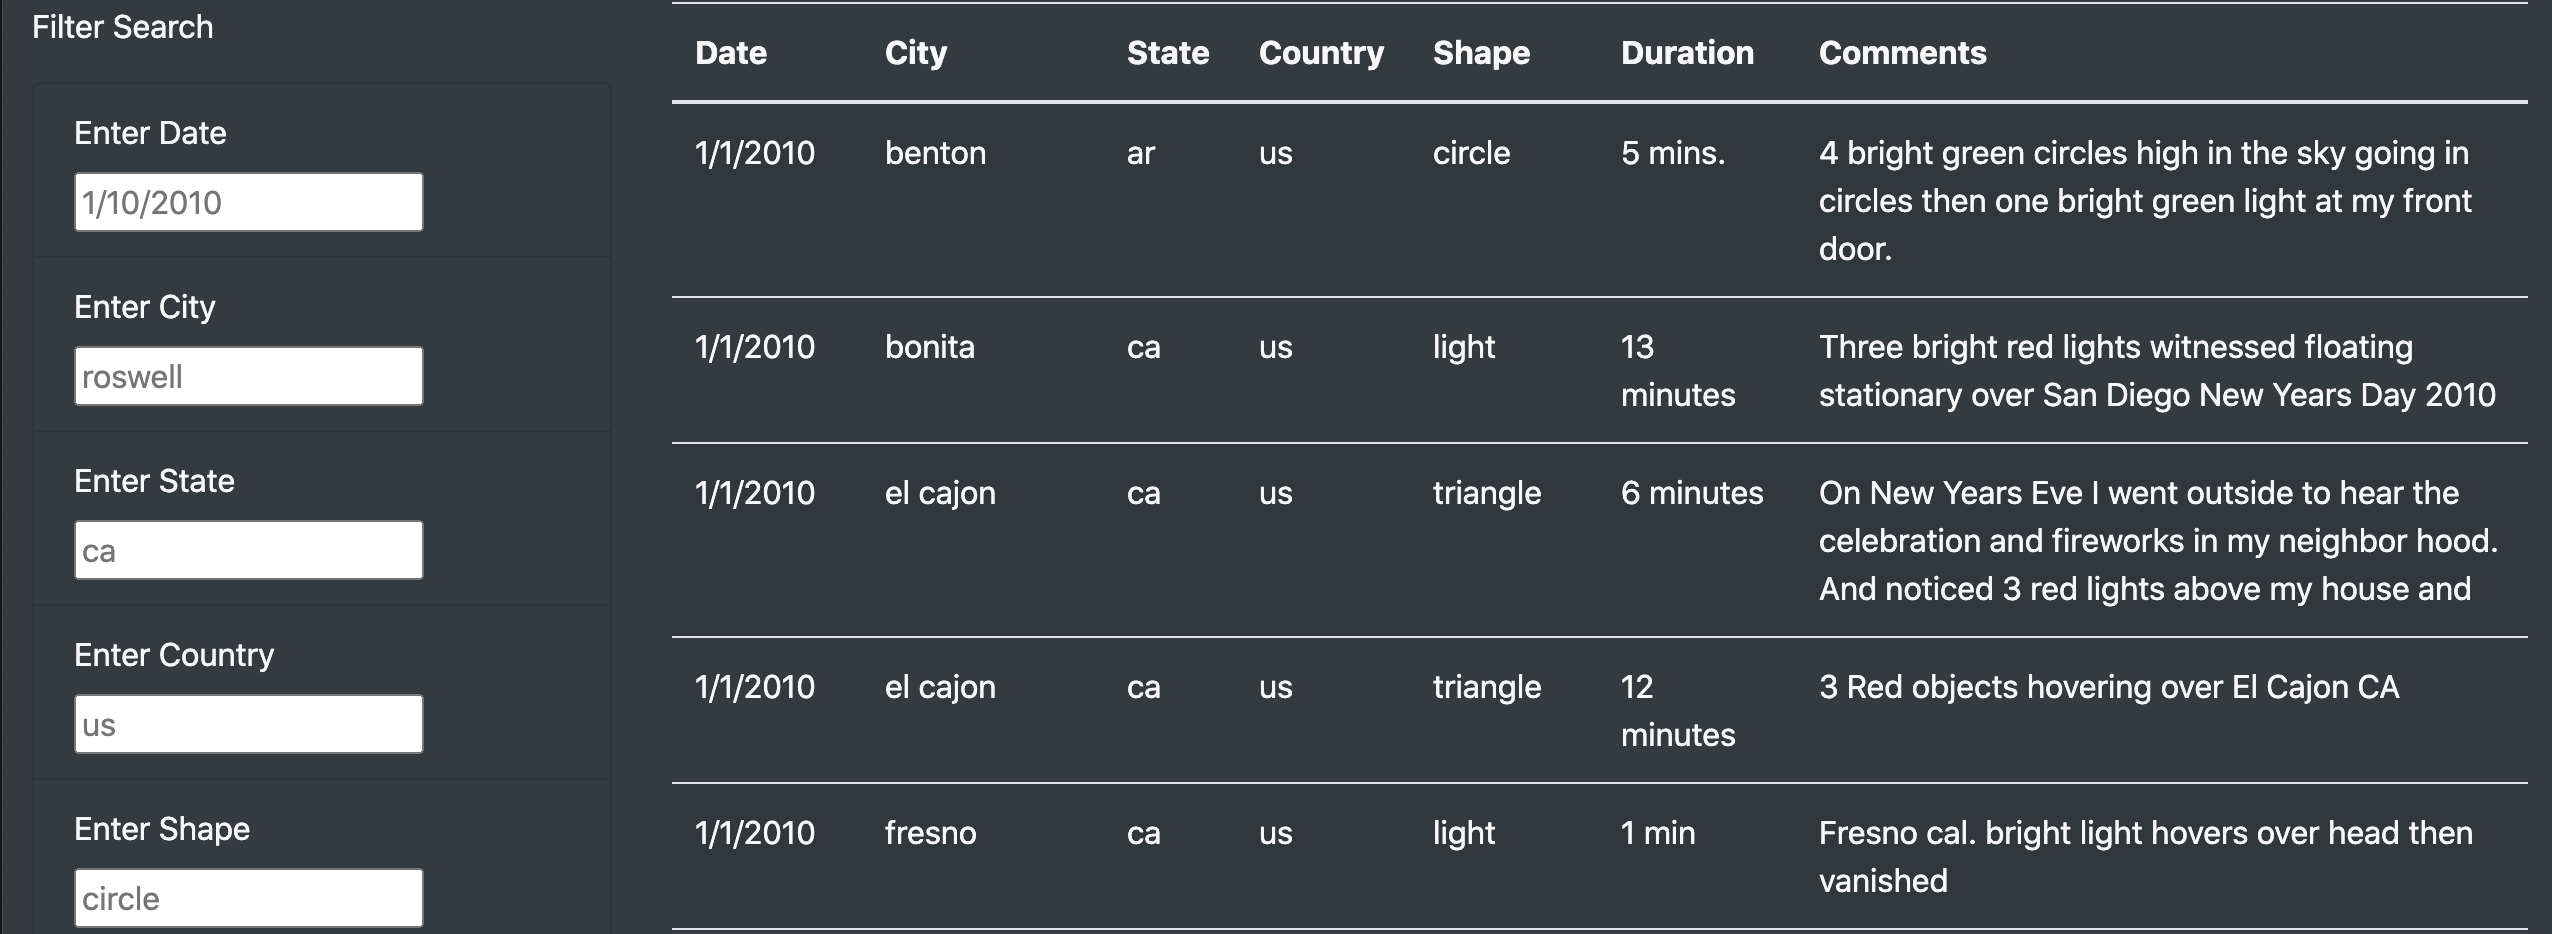 Filter Search
Enter Date
1/10/2010
Enter City
roswell
Enter State
ca
Enter Country
us
Enter Shape
circle
Date City State Country Shape Duration Comments
1/1/2010 benton ar us circle 5 mins. 4 bright green circles high in the sky going in
circles then one bright green light at my front
door.
1/1/2010 bonita ca us light 13 Three bright red lights witnessed floating
minutes stationary over San Diego New Years Day 2010
1/1/2010 el cajon ca us triangle 6 minutes On New Years Eve I went outside to hear the
celebration and fireworks in my neighbor hood.
And noticed 3 red lights above my house and
1/1/2010 el cajon ca us triangle 12 3 Red objects hovering over El Cajon CA
minutes
1/1/2010 fresno ca us light 1 min Fresno cal. bright light hovers over head then
vanished